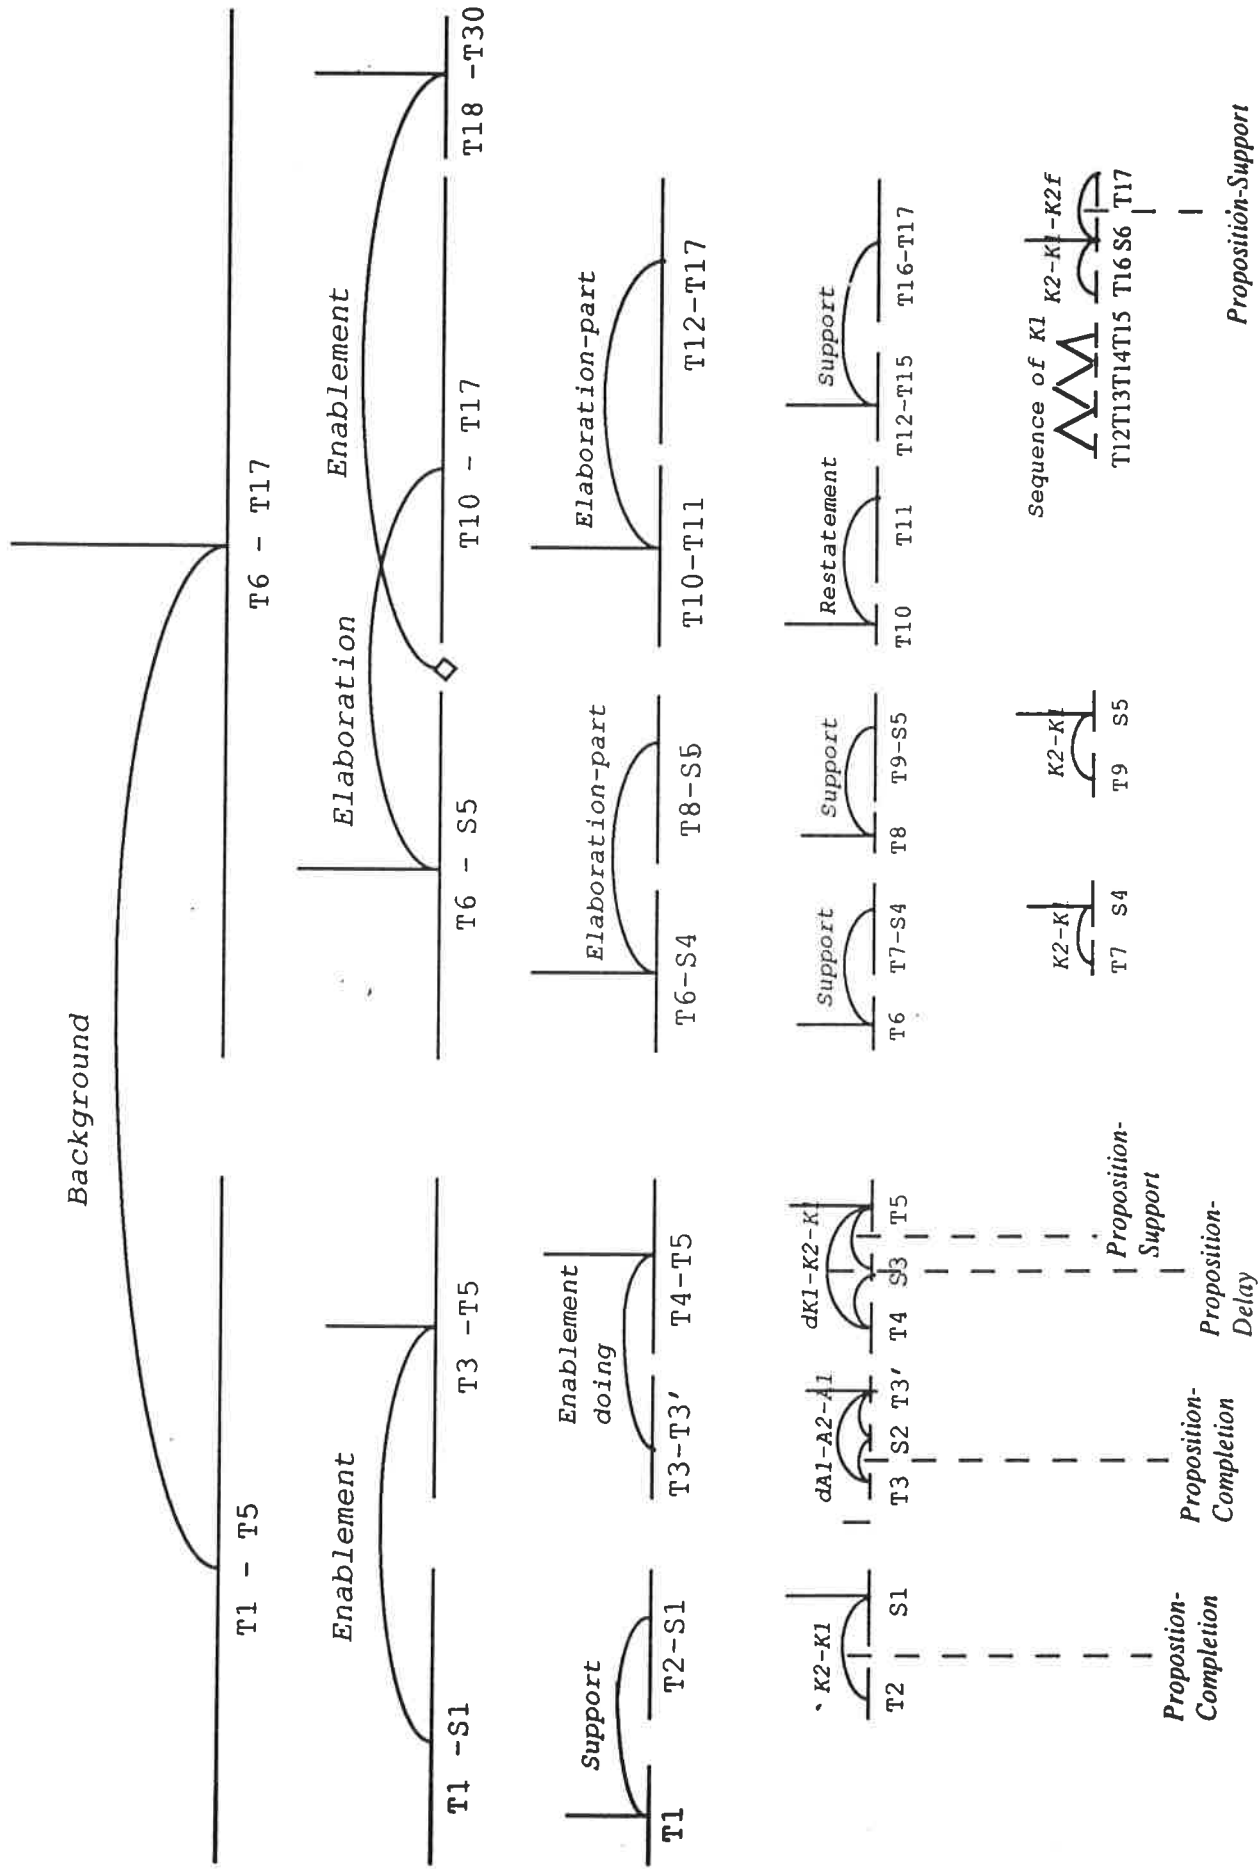 Background
T1 - T5
T6 - T17
Enablement
Elaboration
Enablement
T1 -S1
T3 -T5
T6 - S5
T10 - T17
T18 -T30
Support
Enablement
doing
Elaboration-part
Elaboration-part
T1
T2-S1
T3-T3'
T4-T5
T6-S4
T8-S5
T10-T11
T12-T17
K2-K1
dA1-A2-A1
dK1-K2-K1
Support
Support
Restatement
Support
T2
S1
T3
S2
T3'
T4
S3
T5
T6
T7-S4
T8
T9-S5
T10
T11
T12-T15
T16-T17
K2-K1
K2-K1
Sequence of K1
K2-K1-K2f
T7
S4
T9
S5
T12T13T14T15
T16 S6 T17
Propostion-
Completion
Proposition-
Completion
Proposition-
Support
Proposition-
Delay
Proposition-Support